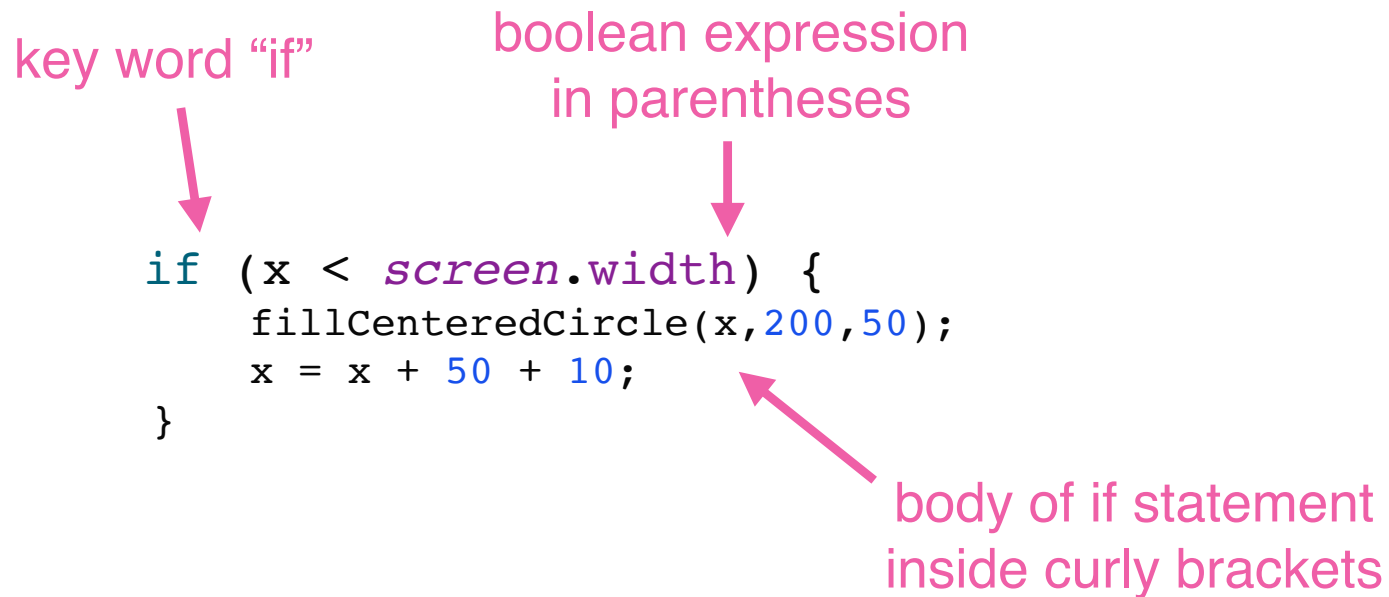 key word “if”
boolean expression
in parentheses
if (x < screen.width) {
fillCenteredCircle(x,200,50);
x = x + 50 + 10;
}
body of if statement
inside curly brackets